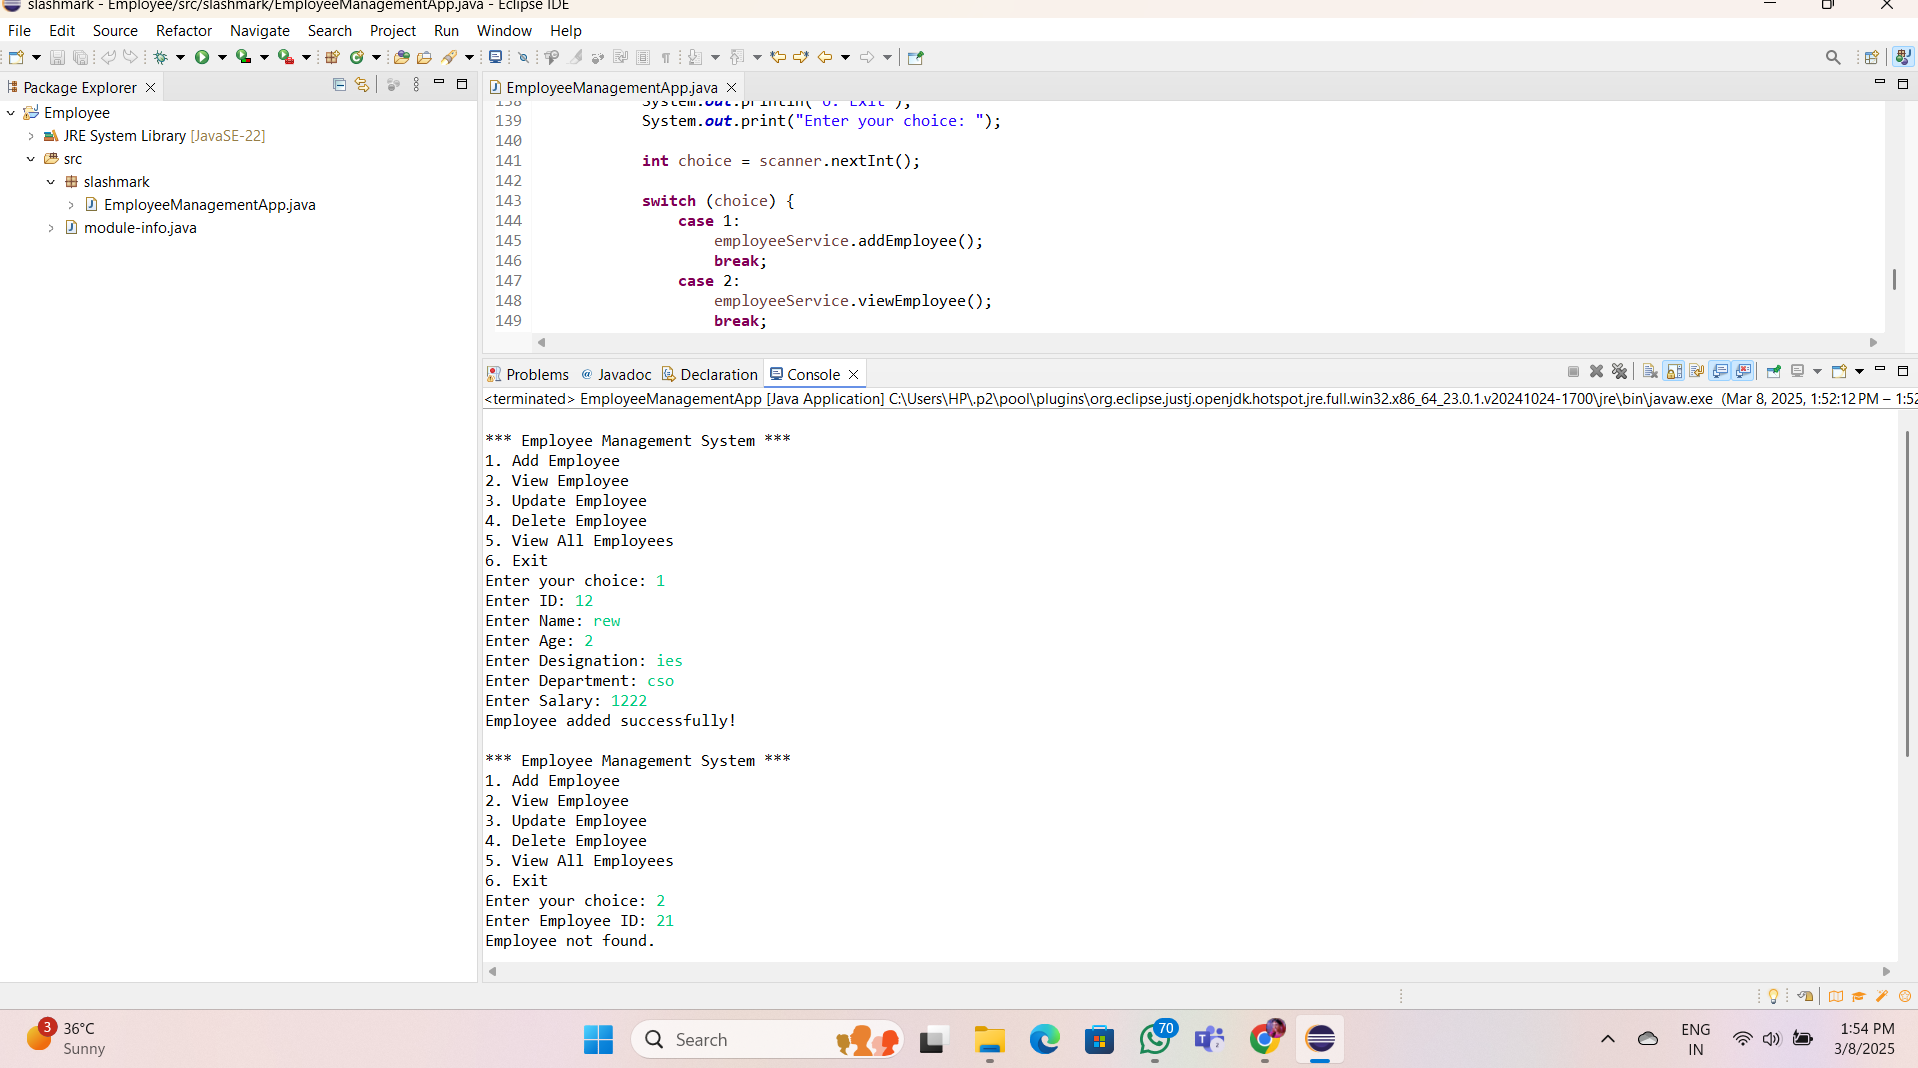 slashmark - Employee/src/slashmark/EmployeeManagementApp.java - Eclipse IDE
File Edit Source Refactor Navigate Search Project Run Window Help
Package Explorer
Employee
JRE System Library [JavaSE-22]
src
slashmark
EmployeeManagementApp.java
module-info.java
EmployeeManagementApp.java
138 System.out.println("6. Exit");
139 System.out.print("Enter your choice: ");
140
141 int choice = scanner.nextInt();
142
143 switch (choice) {
144 case 1:
145 employeeService.addEmployee();
146 break;
147 case 2:
148 employeeService.viewEmployee();
149 break;
Problems @ Javadoc Declaration Console
<terminated> EmployeeManagementApp [Java Application] C:\Users\HP\.p2\pool\plugins\org.eclipse.justj.openjdk.hotspot.jre.full.win32.x86_64_23.0.1.v20241024-1700\jre\bin\javaw.exe (Mar 8, 2025, 1:52:12 PM – 1:52
*** Employee Management System ***
1. Add Employee
2. View Employee
3. Update Employee
4. Delete Employee
5. View All Employees
6. Exit
Enter your choice: 1
Enter ID: 12
Enter Name: rew
Enter Age: 2
Enter Designation: ies
Enter Department: cso
Enter Salary: 1222
Employee added successfully!
*** Employee Management System ***
1. Add Employee
2. View Employee
3. Update Employee
4. Delete Employee
5. View All Employees
6. Exit
Enter your choice: 2
Enter Employee ID: 21
Employee not found.
3
36°C
Sunny
Search
70
ENG
IN
1:54 PM
3/8/2025